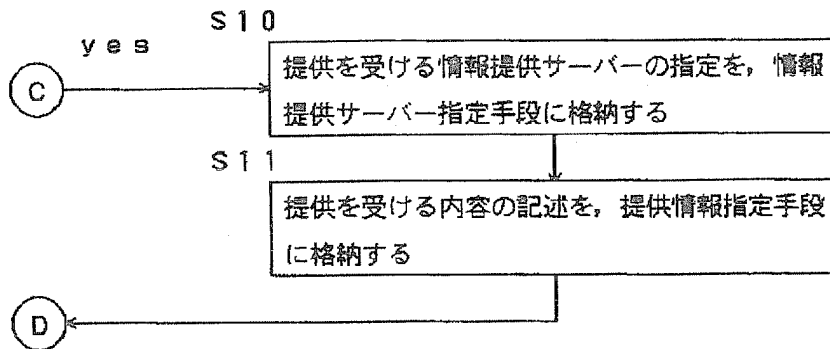 S10
yes
C
提供を受ける情報提供サーバーの指定を，情報
提供サーバー指定手段に格納する
S11
提供を受ける内容の記述を，提供情報指定手段
に格納する
D